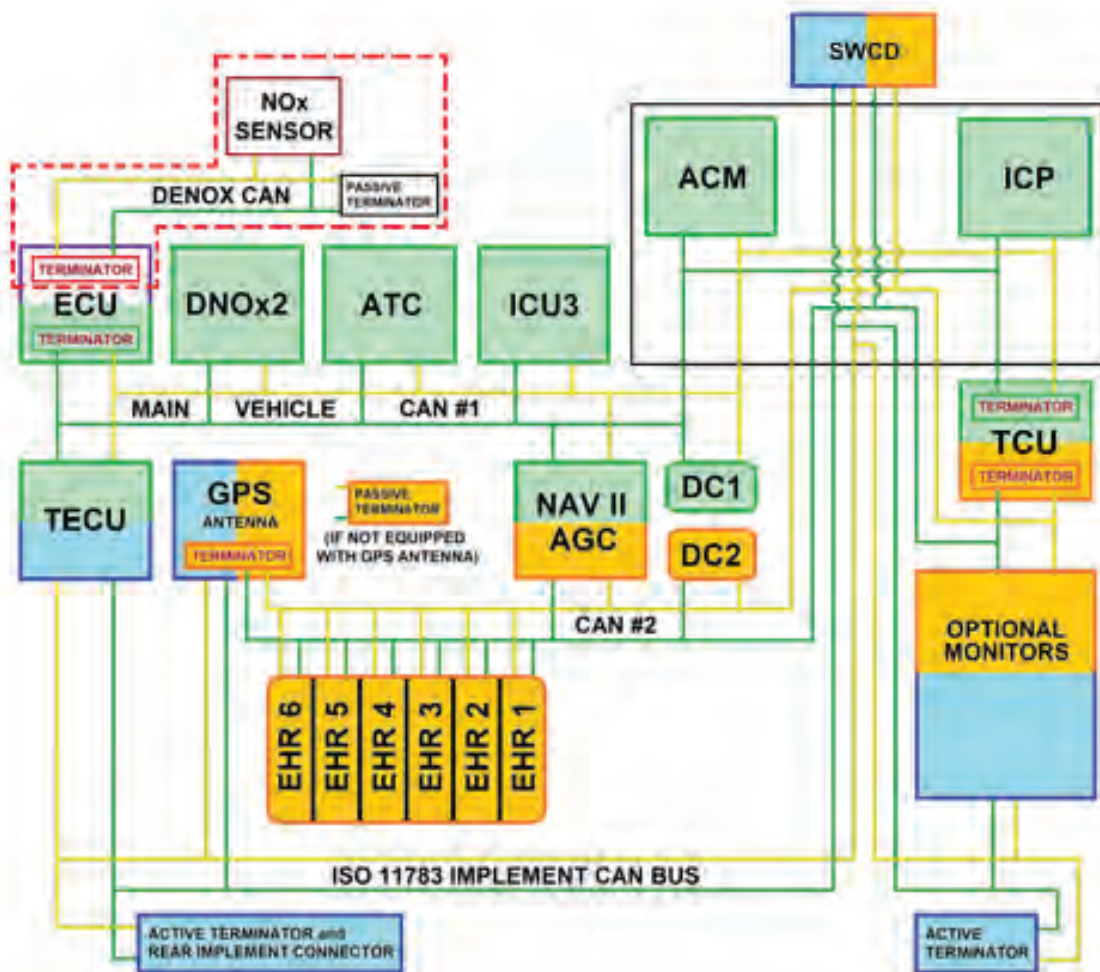 SWCD
NOx
SENSOR
ACM
ICP
DENOX CAN
PASSIVE
TERMINATOR
TERMINATOR
ECU
TERMINATOR
DNOx2
ATC
ICU3
MAIN VEHICLE CAN #1
TERMINATOR
TCU
TERMINATOR
TECU
GPS
ANTENNA
TERMINATOR
PASSIVE
TERMINATOR
(IF NOT EQUIPPED
WITH GPS ANTENNA)
NAV II
AGC
DC1
DC2
CAN #2
OPTIONAL
MONITORS
EHR 6
EHR 5
EHR 4
EHR 3
EHR 2
EHR 1
ISO 11783 IMPLEMENT CAN BUS
ACTIVE TERMINATOR and
REAR IMPLEMENT CONNECTOR
ACTIVE
TERMINATOR